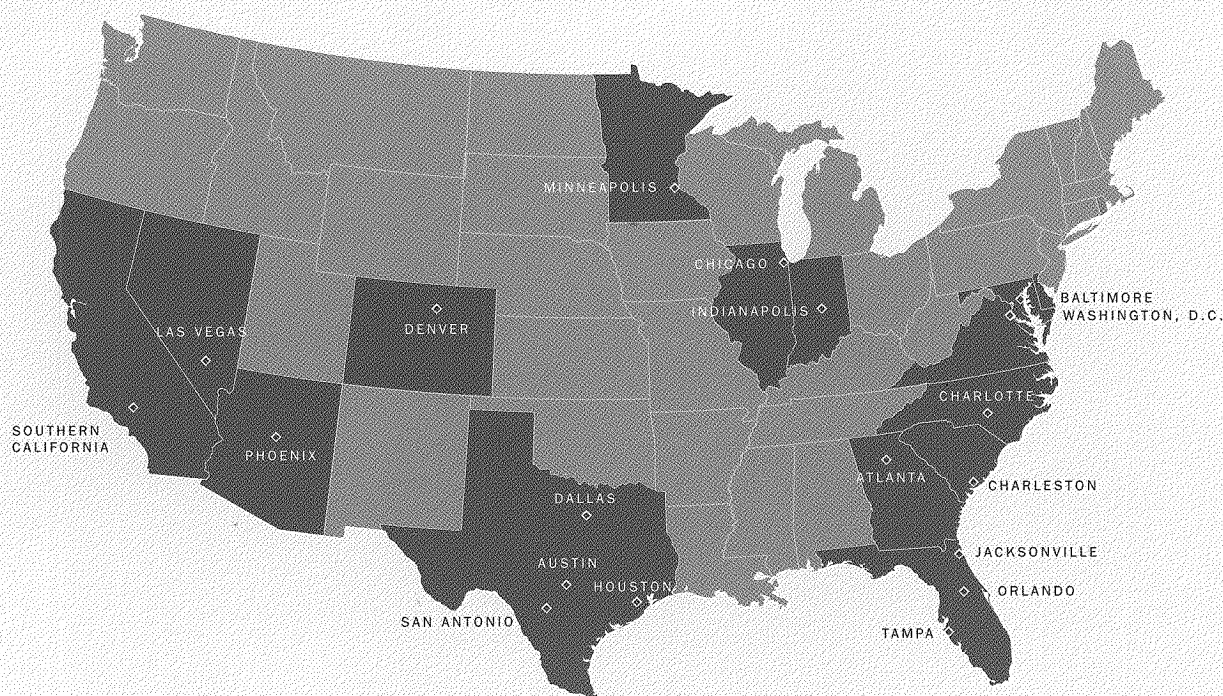 MINNEAPOLIS
CHICAGO
INDIANAPOLIS
BALTIMORE
WASHINGTON, D.C.
LAS VEGAS
DENVER
CHARLOTTE
SOUTHERN
CALIFORNIA
PHOENIX
ATLANTA
CHARLESTON
DALLAS
JACKSONVILLE
AUSTIN
HOUSTON
ORLANDO
SAN ANTONIO
TAMPA